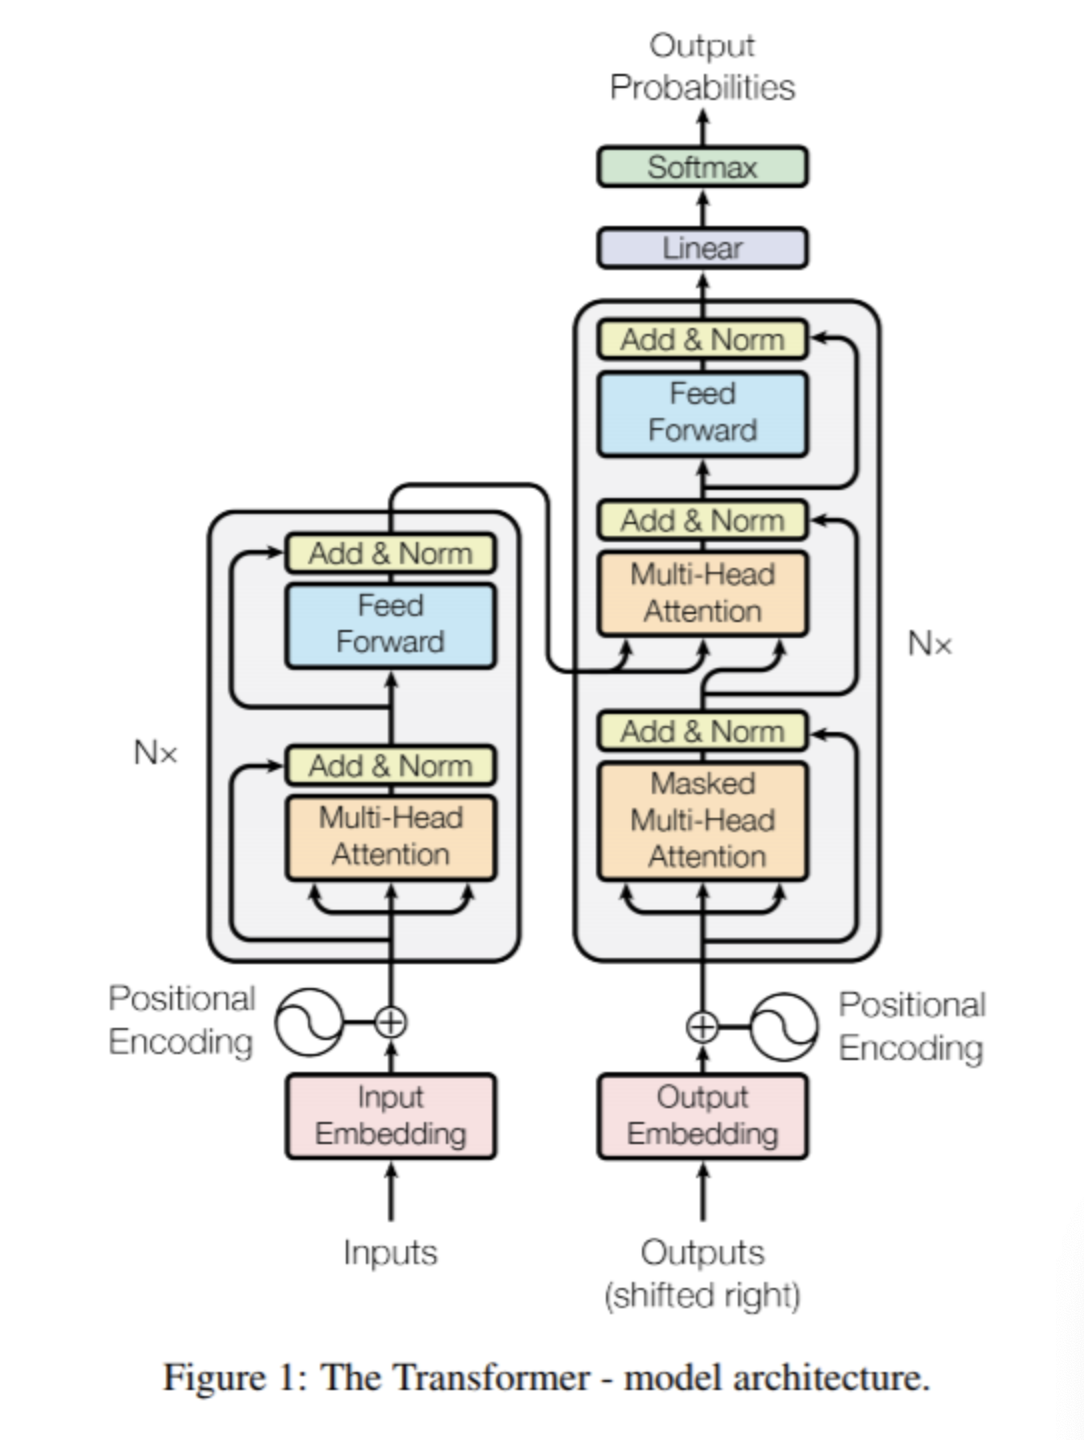 Output
Probabilities
Softmax
Linear
Add & Norm
Feed
Forward
Add & Norm
Multi-Head
Attention
Add & Norm
Masked
Multi-Head
Attention
N×
Add & Norm
Feed
Forward
Add & Norm
Multi-Head
Attention
N×
Positional
Encoding
Positional
Encoding
Input
Embedding
Output
Embedding
Inputs
Outputs
(shifted right)
Figure 1: The Transformer - model architecture.